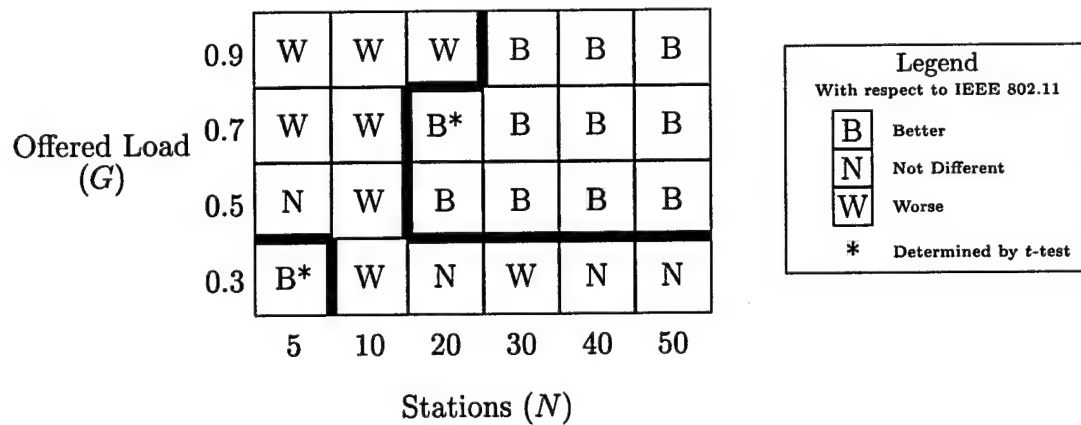 0.9 W W W B B B
Offered Load
(G)
0.7 W W B* B B B
0.5 N W B B B B
0.3 B* W N W N N
5 10 20 30 40 50
Stations (N)
Legend
With respect to IEEE 802.11
B Better
N Not Different
W Worse
* Determined by t-test